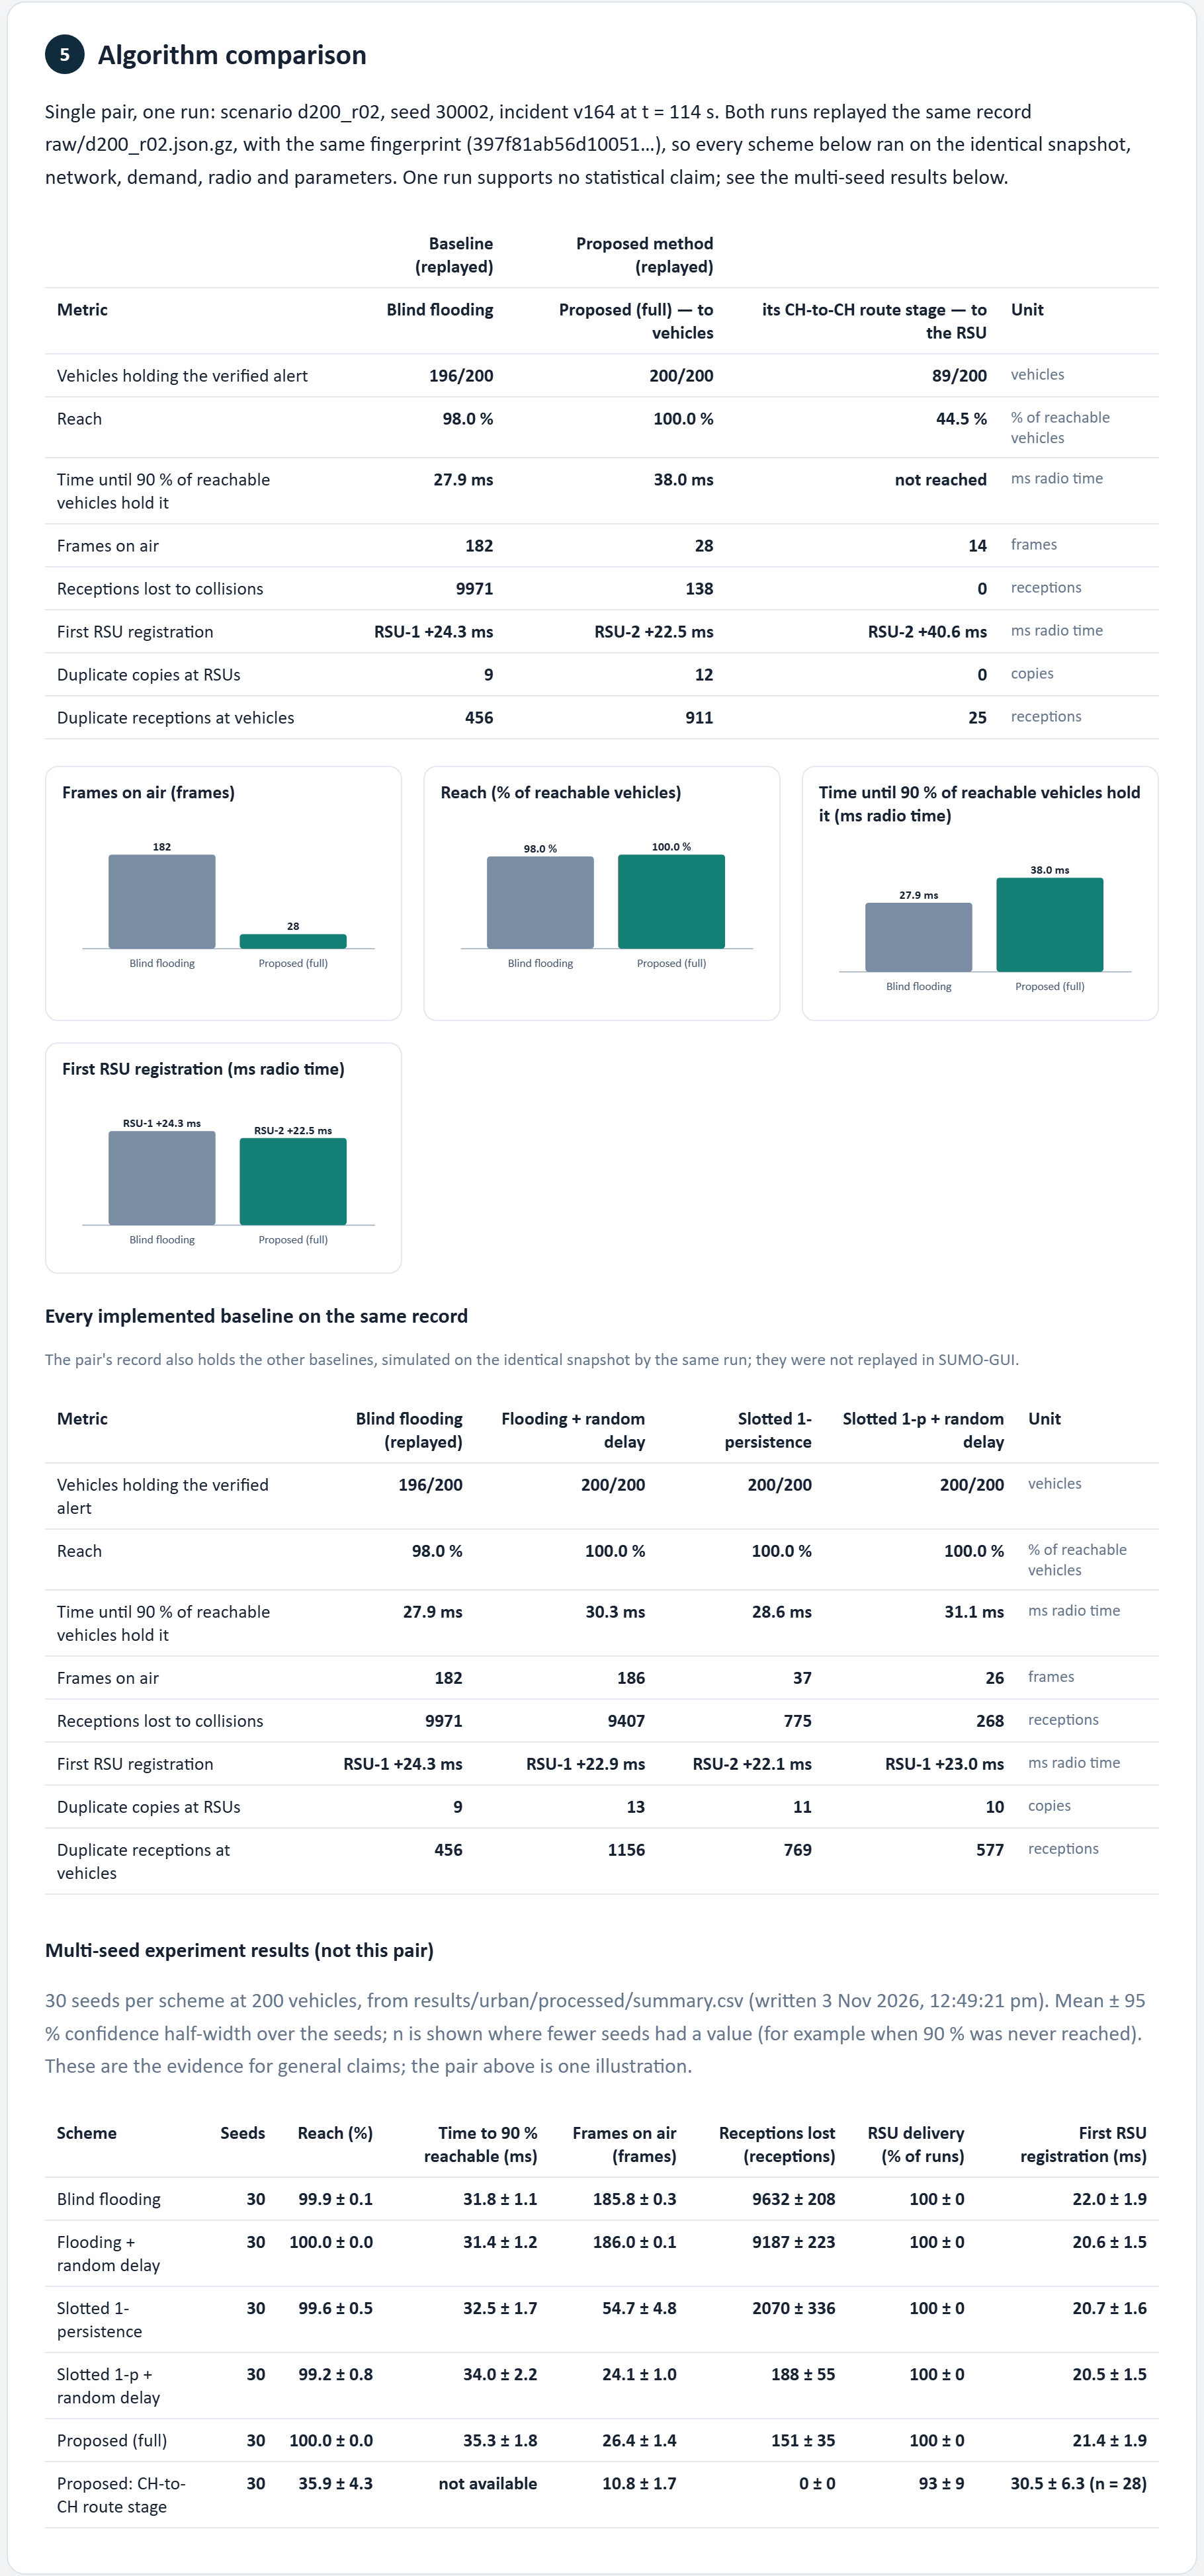 5 Algorithm comparison
Single pair, one run: scenario d200_r02, seed 30002, incident v164 at t = 114 s. Both runs replayed the same record
raw/d200_r02.json.gz, with the same fingerprint (397f81ab56d10051...), so every scheme below ran on the identical snapshot,
network, demand, radio and parameters. One run supports no statistical claim; see the multi-seed results below.
Baseline (replayed) Proposed method (replayed)
Metric Blind flooding Proposed (full) — to vehicles its CH-to-CH route stage — to the RSU Unit
Vehicles holding the verified alert 196/200 200/200 89/200 vehicles
Reach 98.0 % 100.0 % 44.5 % % of reachable vehicles
Time until 90 % of reachable vehicles hold it 27.9 ms 38.0 ms not reached ms radio time
Frames on air 182 28 14 frames
Receptions lost to collisions 9971 138 0 receptions
First RSU registration RSU-1 +24.3 ms RSU-2 +22.5 ms RSU-2 +40.6 ms ms radio time
Duplicate copies at RSUs 9 12 0 copies
Duplicate receptions at vehicles 456 911 25 receptions
Frames on air (frames)
182
28
Blind flooding Proposed (full)
Reach (% of reachable vehicles)
98.0 % 100.0 %
Blind flooding Proposed (full)
Time until 90 % of reachable vehicles hold
it (ms radio time)
38.0 ms
27.9 ms
Blind flooding Proposed (full)
First RSU registration (ms radio time)
RSU-1 +24.3 ms RSU-2 +22.5 ms
Blind flooding Proposed (full)
Every implemented baseline on the same record
The pair's record also holds the other baselines, simulated on the identical snapshot by the same run; they were not replayed in SUMO-GUI.
Metric Blind flooding (replayed) Flooding + random delay Slotted 1-persistence Slotted 1-p + random delay Unit
Vehicles holding the verified alert 196/200 200/200 200/200 200/200 vehicles
Reach 98.0 % 100.0 % 100.0 % 100.0 % % of reachable vehicles
Time until 90 % of reachable vehicles hold it 27.9 ms 30.3 ms 28.6 ms 31.1 ms ms radio time
Frames on air 182 186 37 26 frames
Receptions lost to collisions 9971 9407 775 268 receptions
First RSU registration RSU-1 +24.3 ms RSU-1 +22.9 ms RSU-2 +22.1 ms RSU-1 +23.0 ms ms radio time
Duplicate copies at RSUs 9 13 11 10 copies
Duplicate receptions at vehicles 456 1156 769 577 receptions
Multi-seed experiment results (not this pair)
30 seeds per scheme at 200 vehicles, from results/urban/processed/summary.csv (written 3 Nov 2026, 12:49:21 pm). Mean ± 95
% confidence half-width over the seeds; n is shown where fewer seeds had a value (for example when 90 % was never reached).
These are the evidence for general claims; the pair above is one illustration.
Scheme Seeds Reach (%) Time to 90 % reachable (ms) Frames on air (frames) Receptions lost (receptions) RSU delivery (% of runs) First RSU registration (ms)
Blind flooding 30 99.9 ± 0.1 31.8 ± 1.1 185.8 ± 0.3 9632 ± 208 100 ± 0 22.0 ± 1.9
Flooding + random delay 30 100.0 ± 0.0 31.4 ± 1.2 186.0 ± 0.1 9187 ± 223 100 ± 0 20.6 ± 1.5
Slotted 1-persistence 30 99.6 ± 0.5 32.5 ± 1.7 54.7 ± 4.8 2070 ± 336 100 ± 0 20.7 ± 1.6
Slotted 1-p + random delay 30 99.2 ± 0.8 34.0 ± 2.2 24.1 ± 1.0 188 ± 55 100 ± 0 20.5 ± 1.5
Proposed (full) 30 100.0 ± 0.0 35.3 ± 1.8 26.4 ± 1.4 151 ± 35 100 ± 0 21.4 ± 1.9
Proposed: CH-to-CH route stage 30 35.9 ± 4.3 not available 10.8 ± 1.7 0 ± 0 93 ± 9 30.5 ± 6.3 (n = 28)